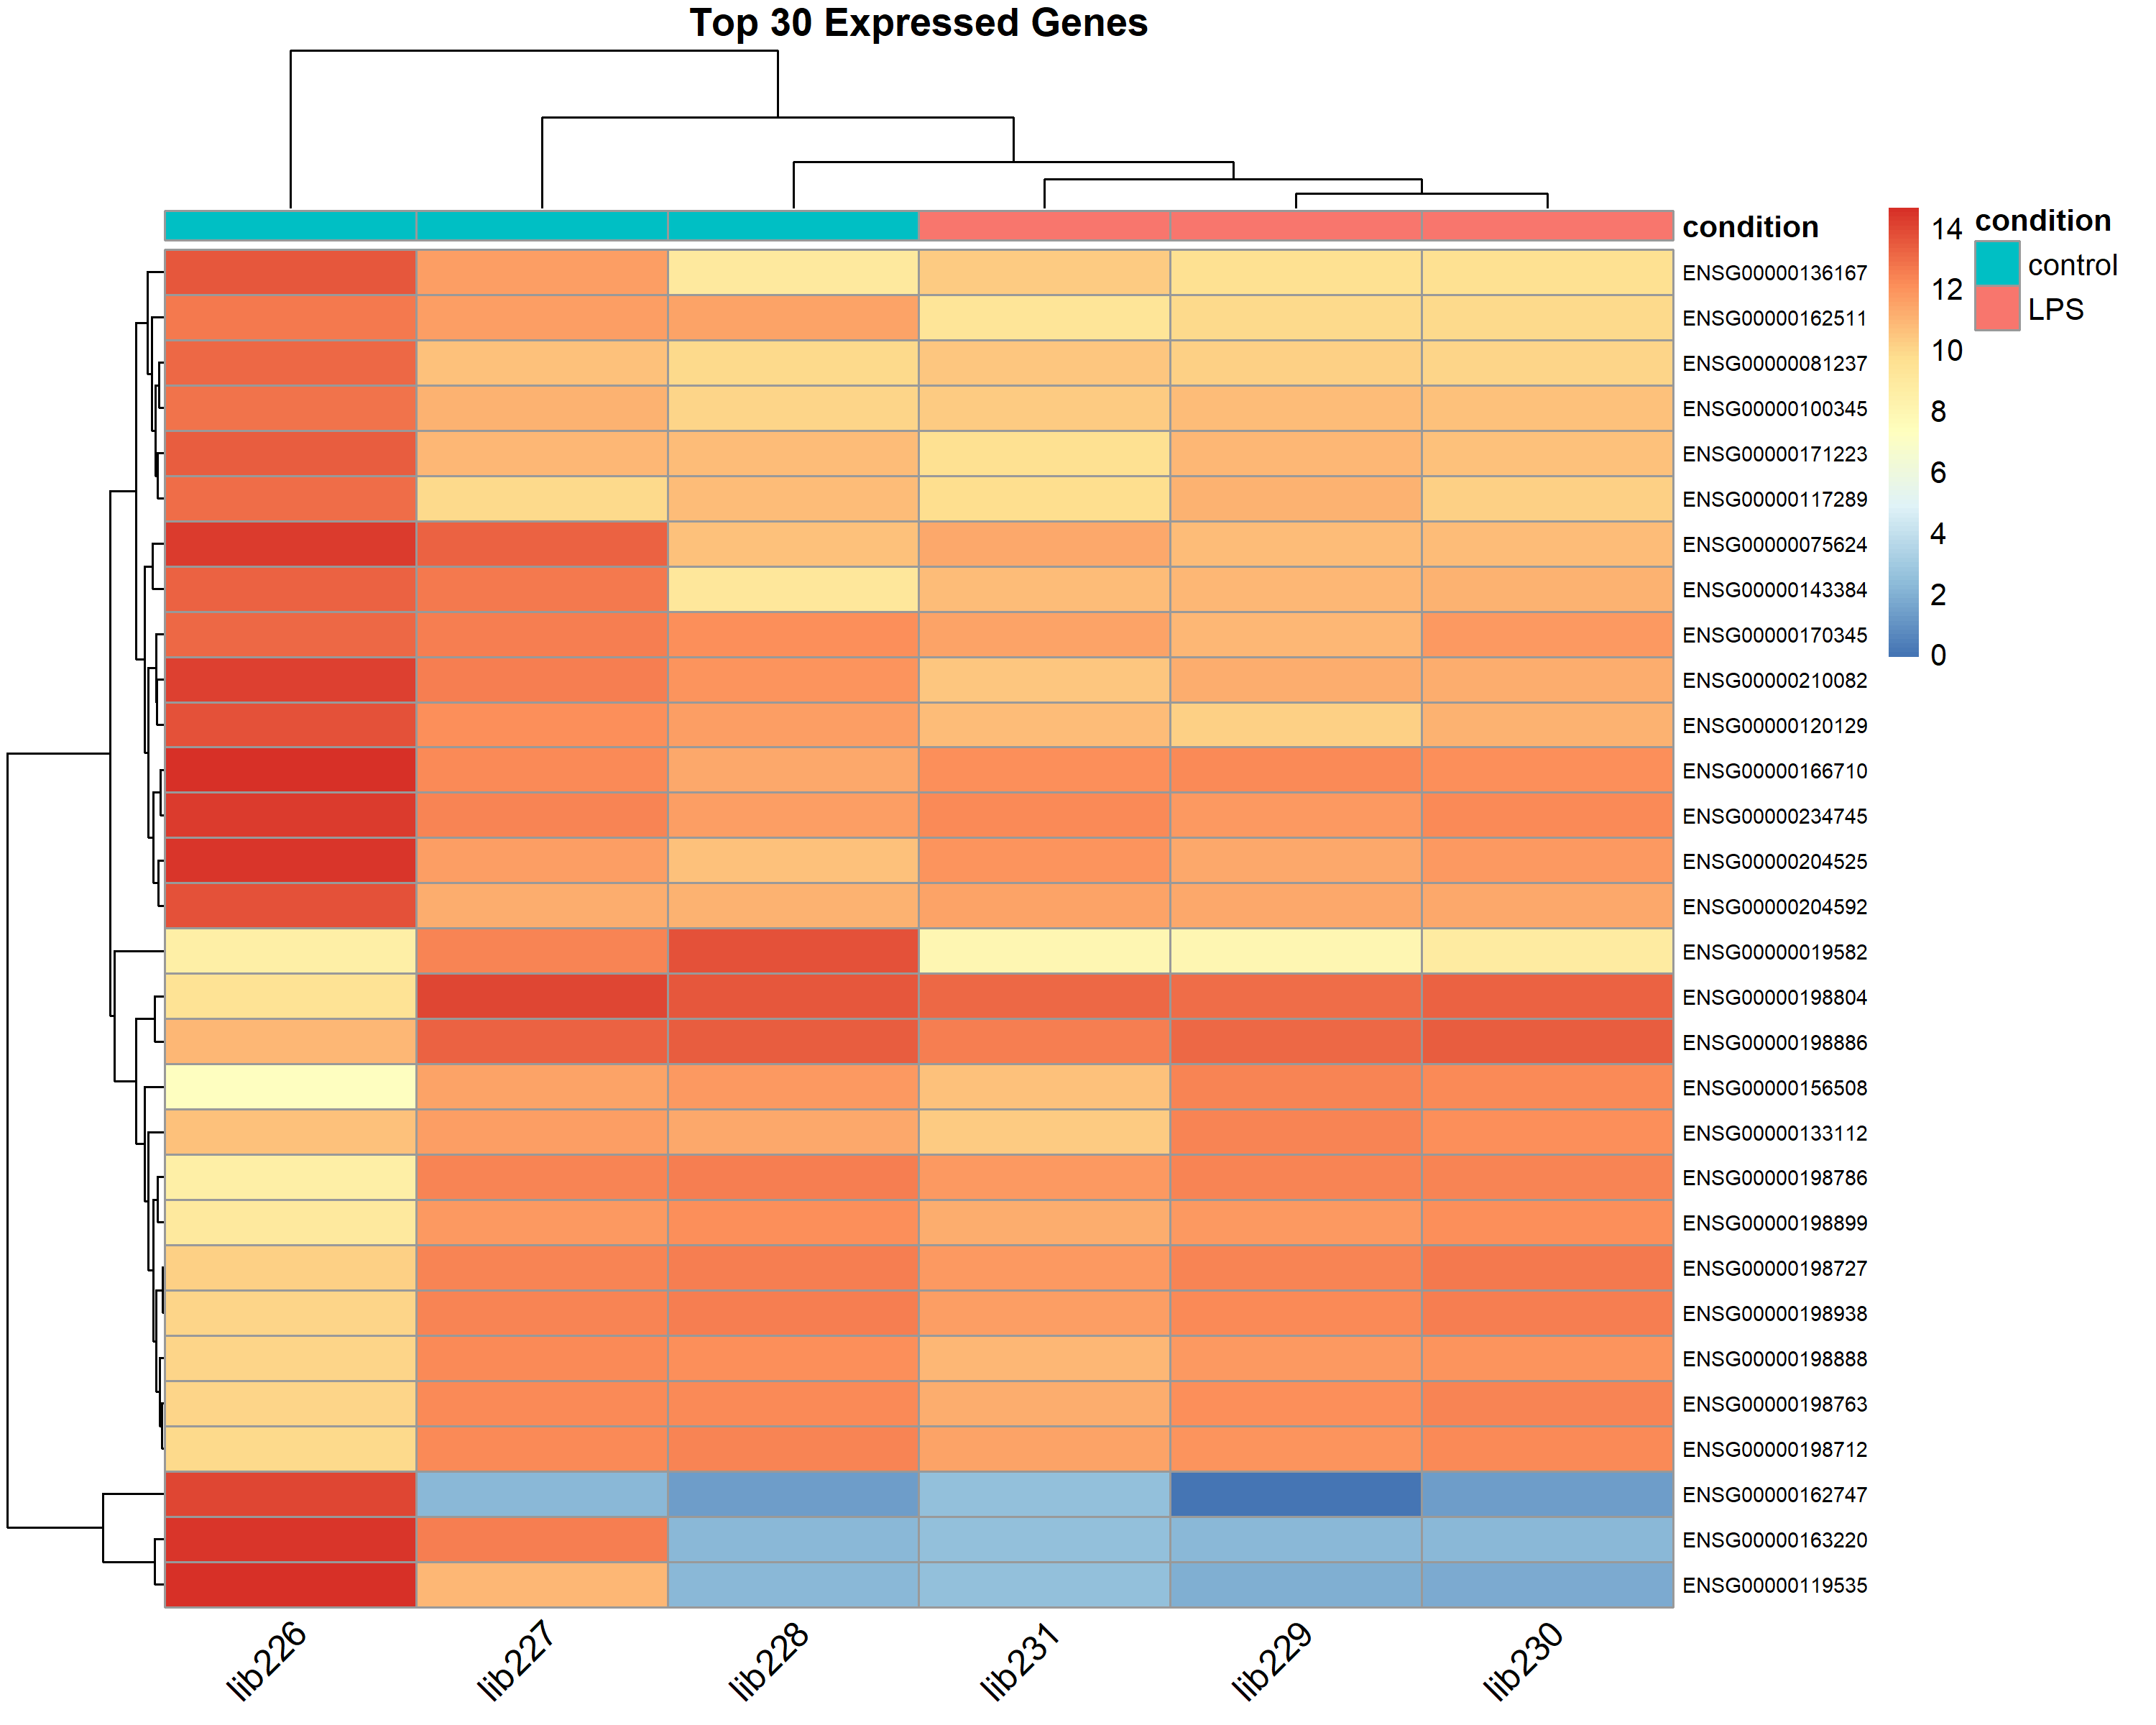 Top 30 Expressed Genes
condition
ENSG00000136167
ENSG00000162511
ENSG00000081237
ENSG00000100345
ENSG00000171223
ENSG00000117289
ENSG00000075624
ENSG00000143384
ENSG00000170345
ENSG00000210082
ENSG00000120129
ENSG00000166710
ENSG00000234745
ENSG00000204525
ENSG00000204592
ENSG00000019582
ENSG00000198804
ENSG00000198886
ENSG00000156508
ENSG00000133112
ENSG00000198786
ENSG00000198899
ENSG00000198727
ENSG00000198938
ENSG00000198888
ENSG00000198763
ENSG00000198712
ENSG00000162747
ENSG00000163220
ENSG00000119535
14
12
10
8
6
4
2
0
condition
control
LPS
lib226
lib227
lib228
lib231
lib229
lib230